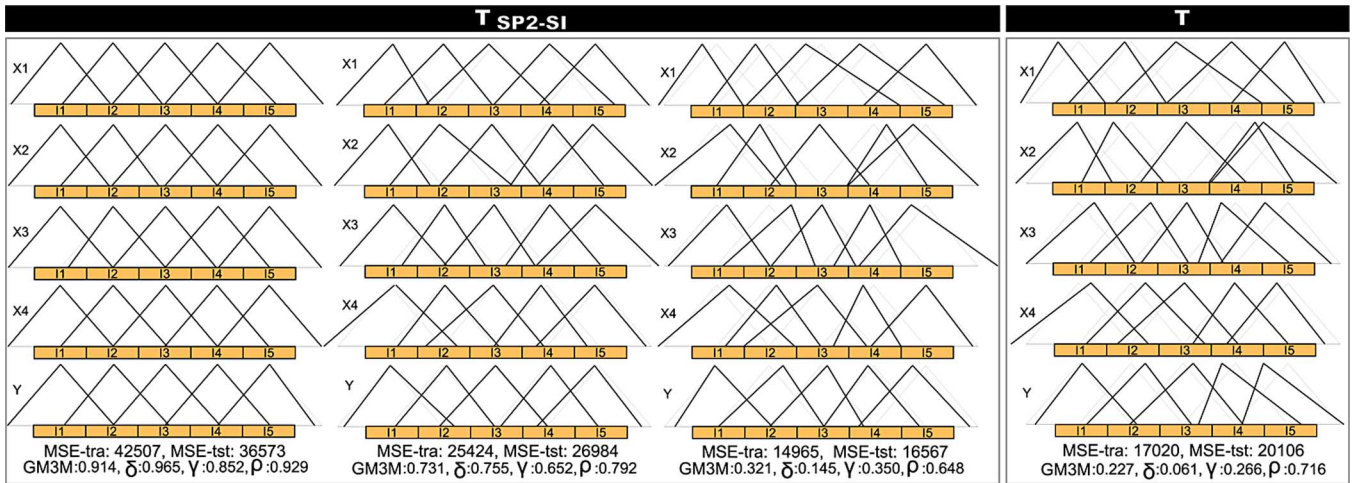 T SP2-SI
T
X1
I1 I2 I3 I4 I5
X2
I1 I2 I3 I4 I5
X3
I1 I2 I3 I4 I5
X4
I1 I2 I3 I4 I5
Y
I1 I2 I3 I4 I5
MSE-tra: 42507, MSE-tst: 36573
GM3M:0.914, δ:0.965, γ:0.852, ρ:0.929
X1
I1 I2 I3 I4 I5
X2
I1 I2 I3 I4 I5
X3
I1 I2 I3 I4 I5
X4
I1 I2 I3 I4 I5
Y
I1 I2 I3 I4 I5
MSE-tra: 25424, MSE-tst: 26984
GM3M:0.731, δ:0.755, γ:0.652, ρ:0.792
X1
I1 I2 I3 I4 I5
X2
I1 I2 I3 I4 I5
X3
I1 I2 I3 I4 I5
X4
I1 I2 I3 I4 I5
Y
I1 I2 I3 I4 I5
MSE-tra: 14965, MSE-tst: 16567
GM3M:0.321, δ:0.145, γ:0.350, ρ:0.648
X1
I1 I2 I3 I4 I5
X2
I1 I2 I3 I4 I5
X3
I1 I2 I3 I4 I5
X4
I1 I2 I3 I4 I5
Y
I1 I2 I3 I4 I5
MSE-tra: 17020, MSE-tst: 20106
GM3M:0.227, δ:0.061, γ:0.266, ρ:0.716